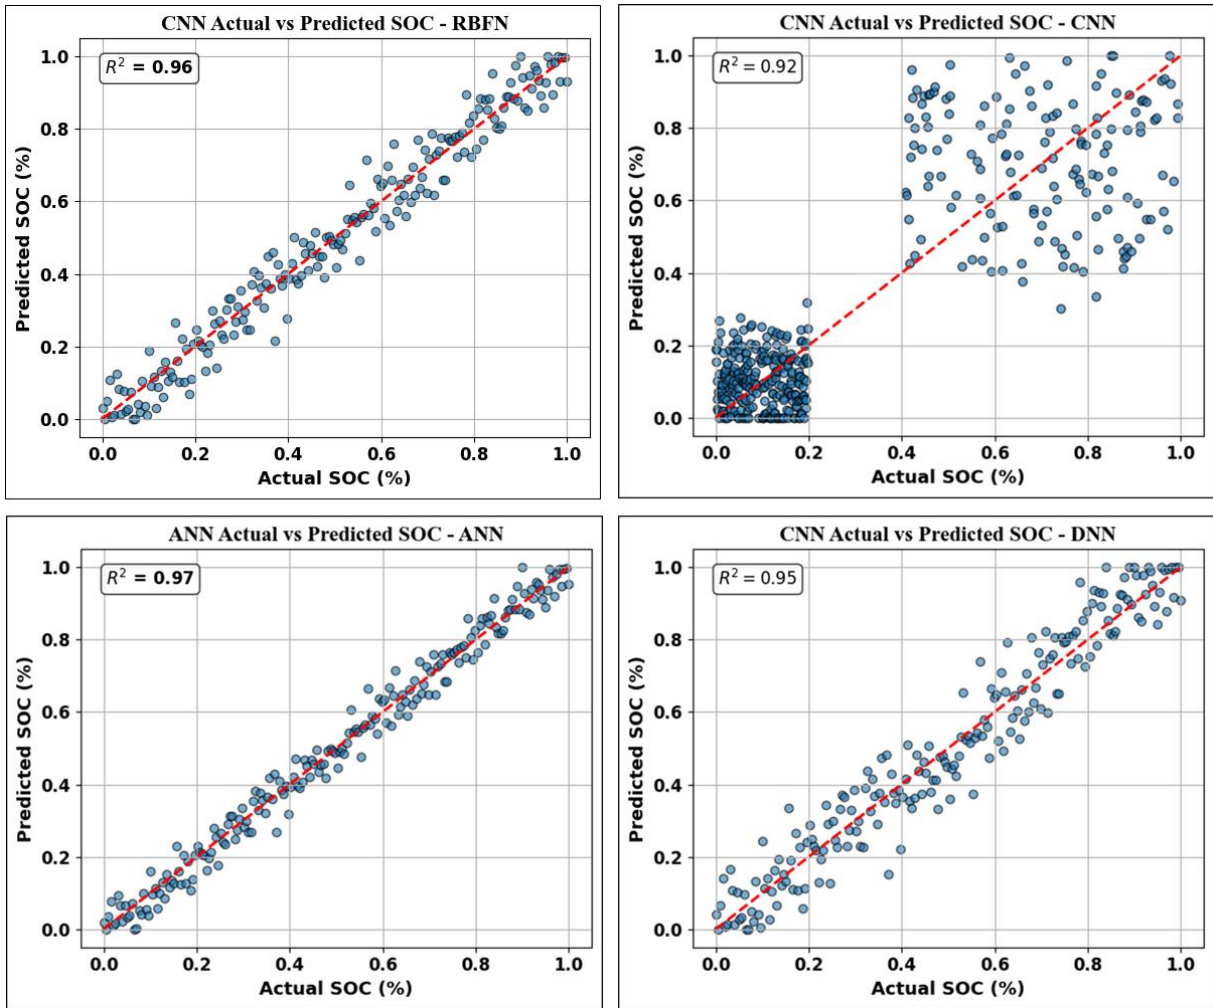 CNN Actual vs Predicted SOC - RBFN
R² = 0.96
1.0
0.8
0.6
0.4
0.2
0.0
Predicted SOC (%)
0.0 0.2 0.4 0.6 0.8 1.0
Actual SOC (%)
CNN Actual vs Predicted SOC - CNN
R² = 0.92
1.0
0.8
0.6
0.4
0.2
0.0
Predicted SOC (%)
0.0 0.2 0.4 0.6 0.8 1.0
Actual SOC (%)
ANN Actual vs Predicted SOC - ANN
R² = 0.97
1.0
0.8
0.6
0.4
0.2
0.0
Predicted SOC (%)
0.0 0.2 0.4 0.6 0.8 1.0
Actual SOC (%)
CNN Actual vs Predicted SOC - DNN
R² = 0.95
1.0
0.8
0.6
0.4
0.2
0.0
Predicted SOC (%)
0.0 0.2 0.4 0.6 0.8 1.0
Actual SOC (%)